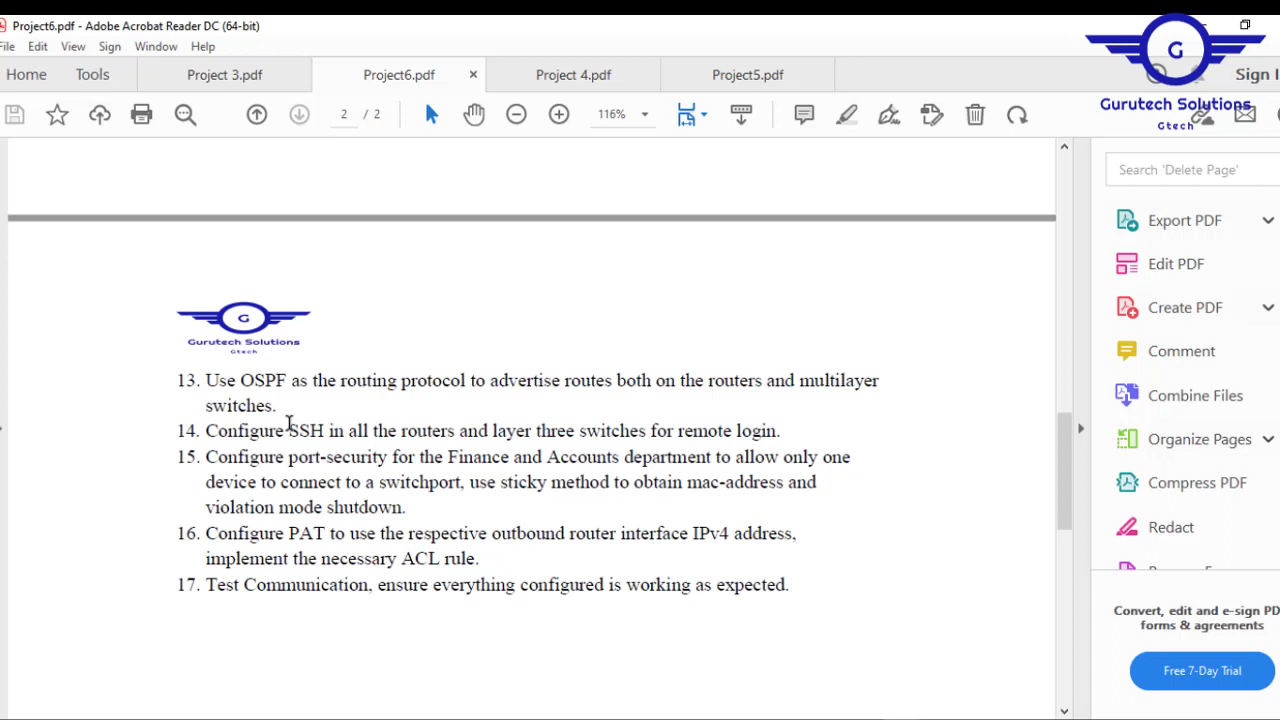 Project6.pdf - Adobe Acrobat Reader DC (64-bit)
File Edit View Sign Window Help
Home Tools Project 3.pdf Project6.pdf × Project 4.pdf Project5.pdf Sign I
2 / 2 116%
G
Gurutech Solutions
Gtech
Search 'Delete Page'
Export PDF
Edit PDF
Create PDF
Comment
Combine Files
Organize Pages
Compress PDF
Redact
Convert, edit and e-sign PD
forms & agreements
Free 7-Day Trial
G
Gurutech Solutions
Gtech
13. Use OSPF as the routing protocol to advertise routes both on the routers and multilayer
switches.
14. Configure SSH in all the routers and layer three switches for remote login.
15. Configure port-security for the Finance and Accounts department to allow only one
device to connect to a switchport, use sticky method to obtain mac-address and
violation mode shutdown.
16. Configure PAT to use the respective outbound router interface IPv4 address,
implement the necessary ACL rule.
17. Test Communication, ensure everything configured is working as expected.